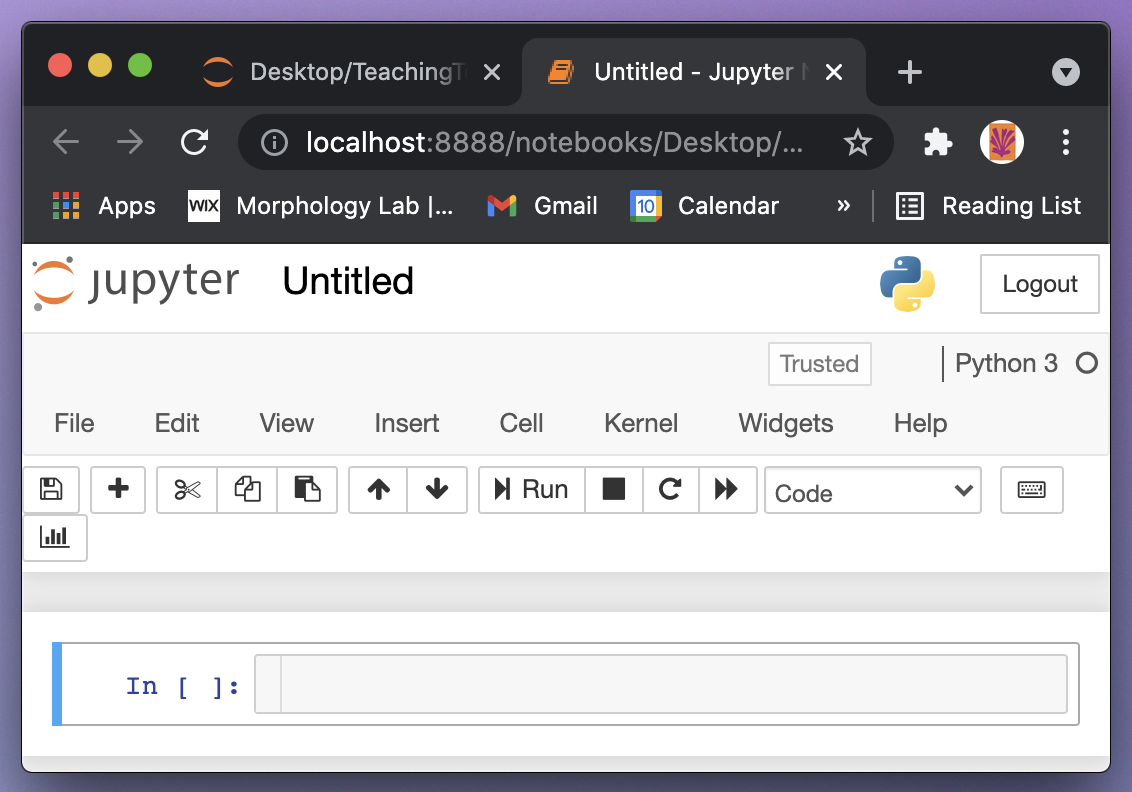 Desktop/TeachingT Untitled - Jupyter N
localhost:8888/notebooks/Desktop/...
Apps WIX Morphology Lab |... Gmail 10 Calendar » Reading List
jupyter Untitled Logout
Trusted Python 3
File Edit View Insert Cell Kernel Widgets Help
Run Code
In [ ]: